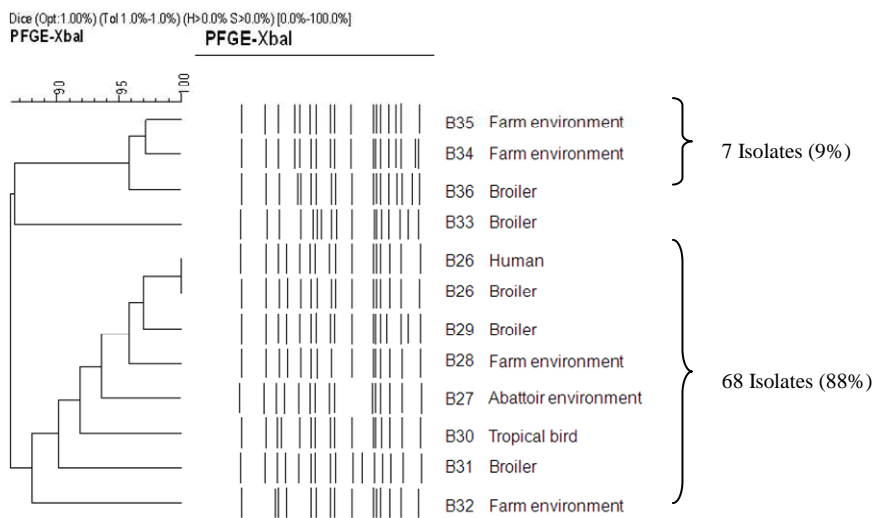 Dice (Opt:1.00%) (Tol 1.0%-1.0%) (H>0.0% S>0.0%) [0.0%-100.0%]
PFGE-XbaI PFGE-XbaI
90 95 100
B35 Farm environment
B34 Farm environment
7 Isolates (9%)
B36 Broiler
B33 Broiler
B26 Human
B26 Broiler
B29 Broiler
B28 Farm environment
68 Isolates (88%)
B27 Abattoir environment
B30 Tropical bird
B31 Broiler
B32 Farm environment